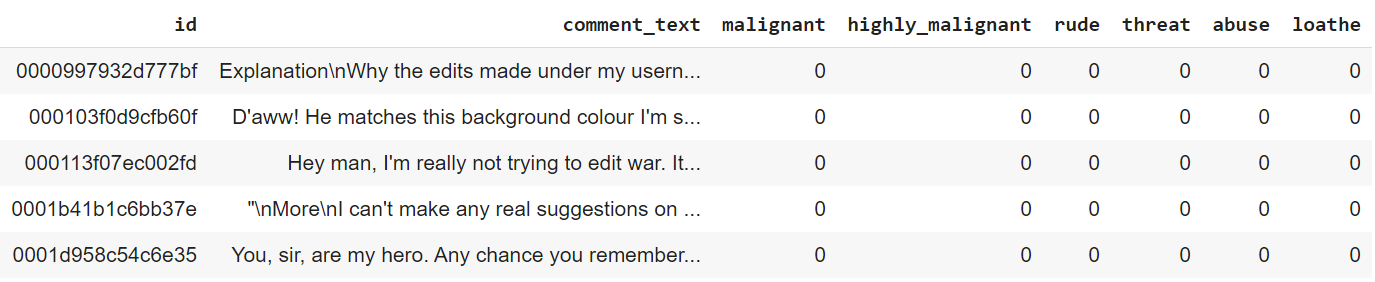 id comment_text malignant highly_malignant rude threat abuse loathe
0000997932d777bf Explanation\nWhy the edits made under my usern... 0 0 0 0 0 0
000103f0d9cfb60f D'aww! He matches this background colour I'm s... 0 0 0 0 0 0
000113f07ec002fd Hey man, I'm really not trying to edit war. It... 0 0 0 0 0 0
0001b41b1c6bb37e "\nMore\nI can't make any real suggestions on ... 0 0 0 0 0 0
0001d958c54c6e35 You, sir, are my hero. Any chance you remember... 0 0 0 0 0 0